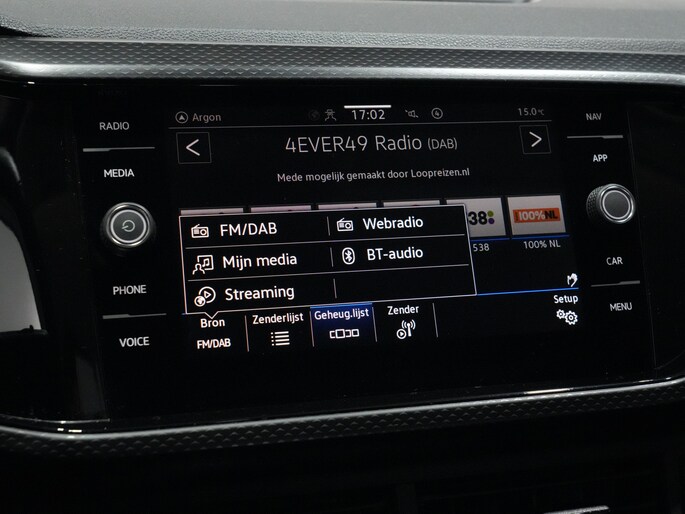 RADIO
MEDIA
PHONE
VOICE
Argon
17:02
15.0°C
4EVER49 Radio (DAB)
Mede mogelijk gemaakt door Loopreizen.nl
38
100%NL
538
100% NL
FM/DAB
Webradio
Mijn media
BT-audio
Streaming
Bron
FM/DAB
Zenderlijst
Geheug.lijst
Zender
Setup
NAV
APP
CAR
MENU